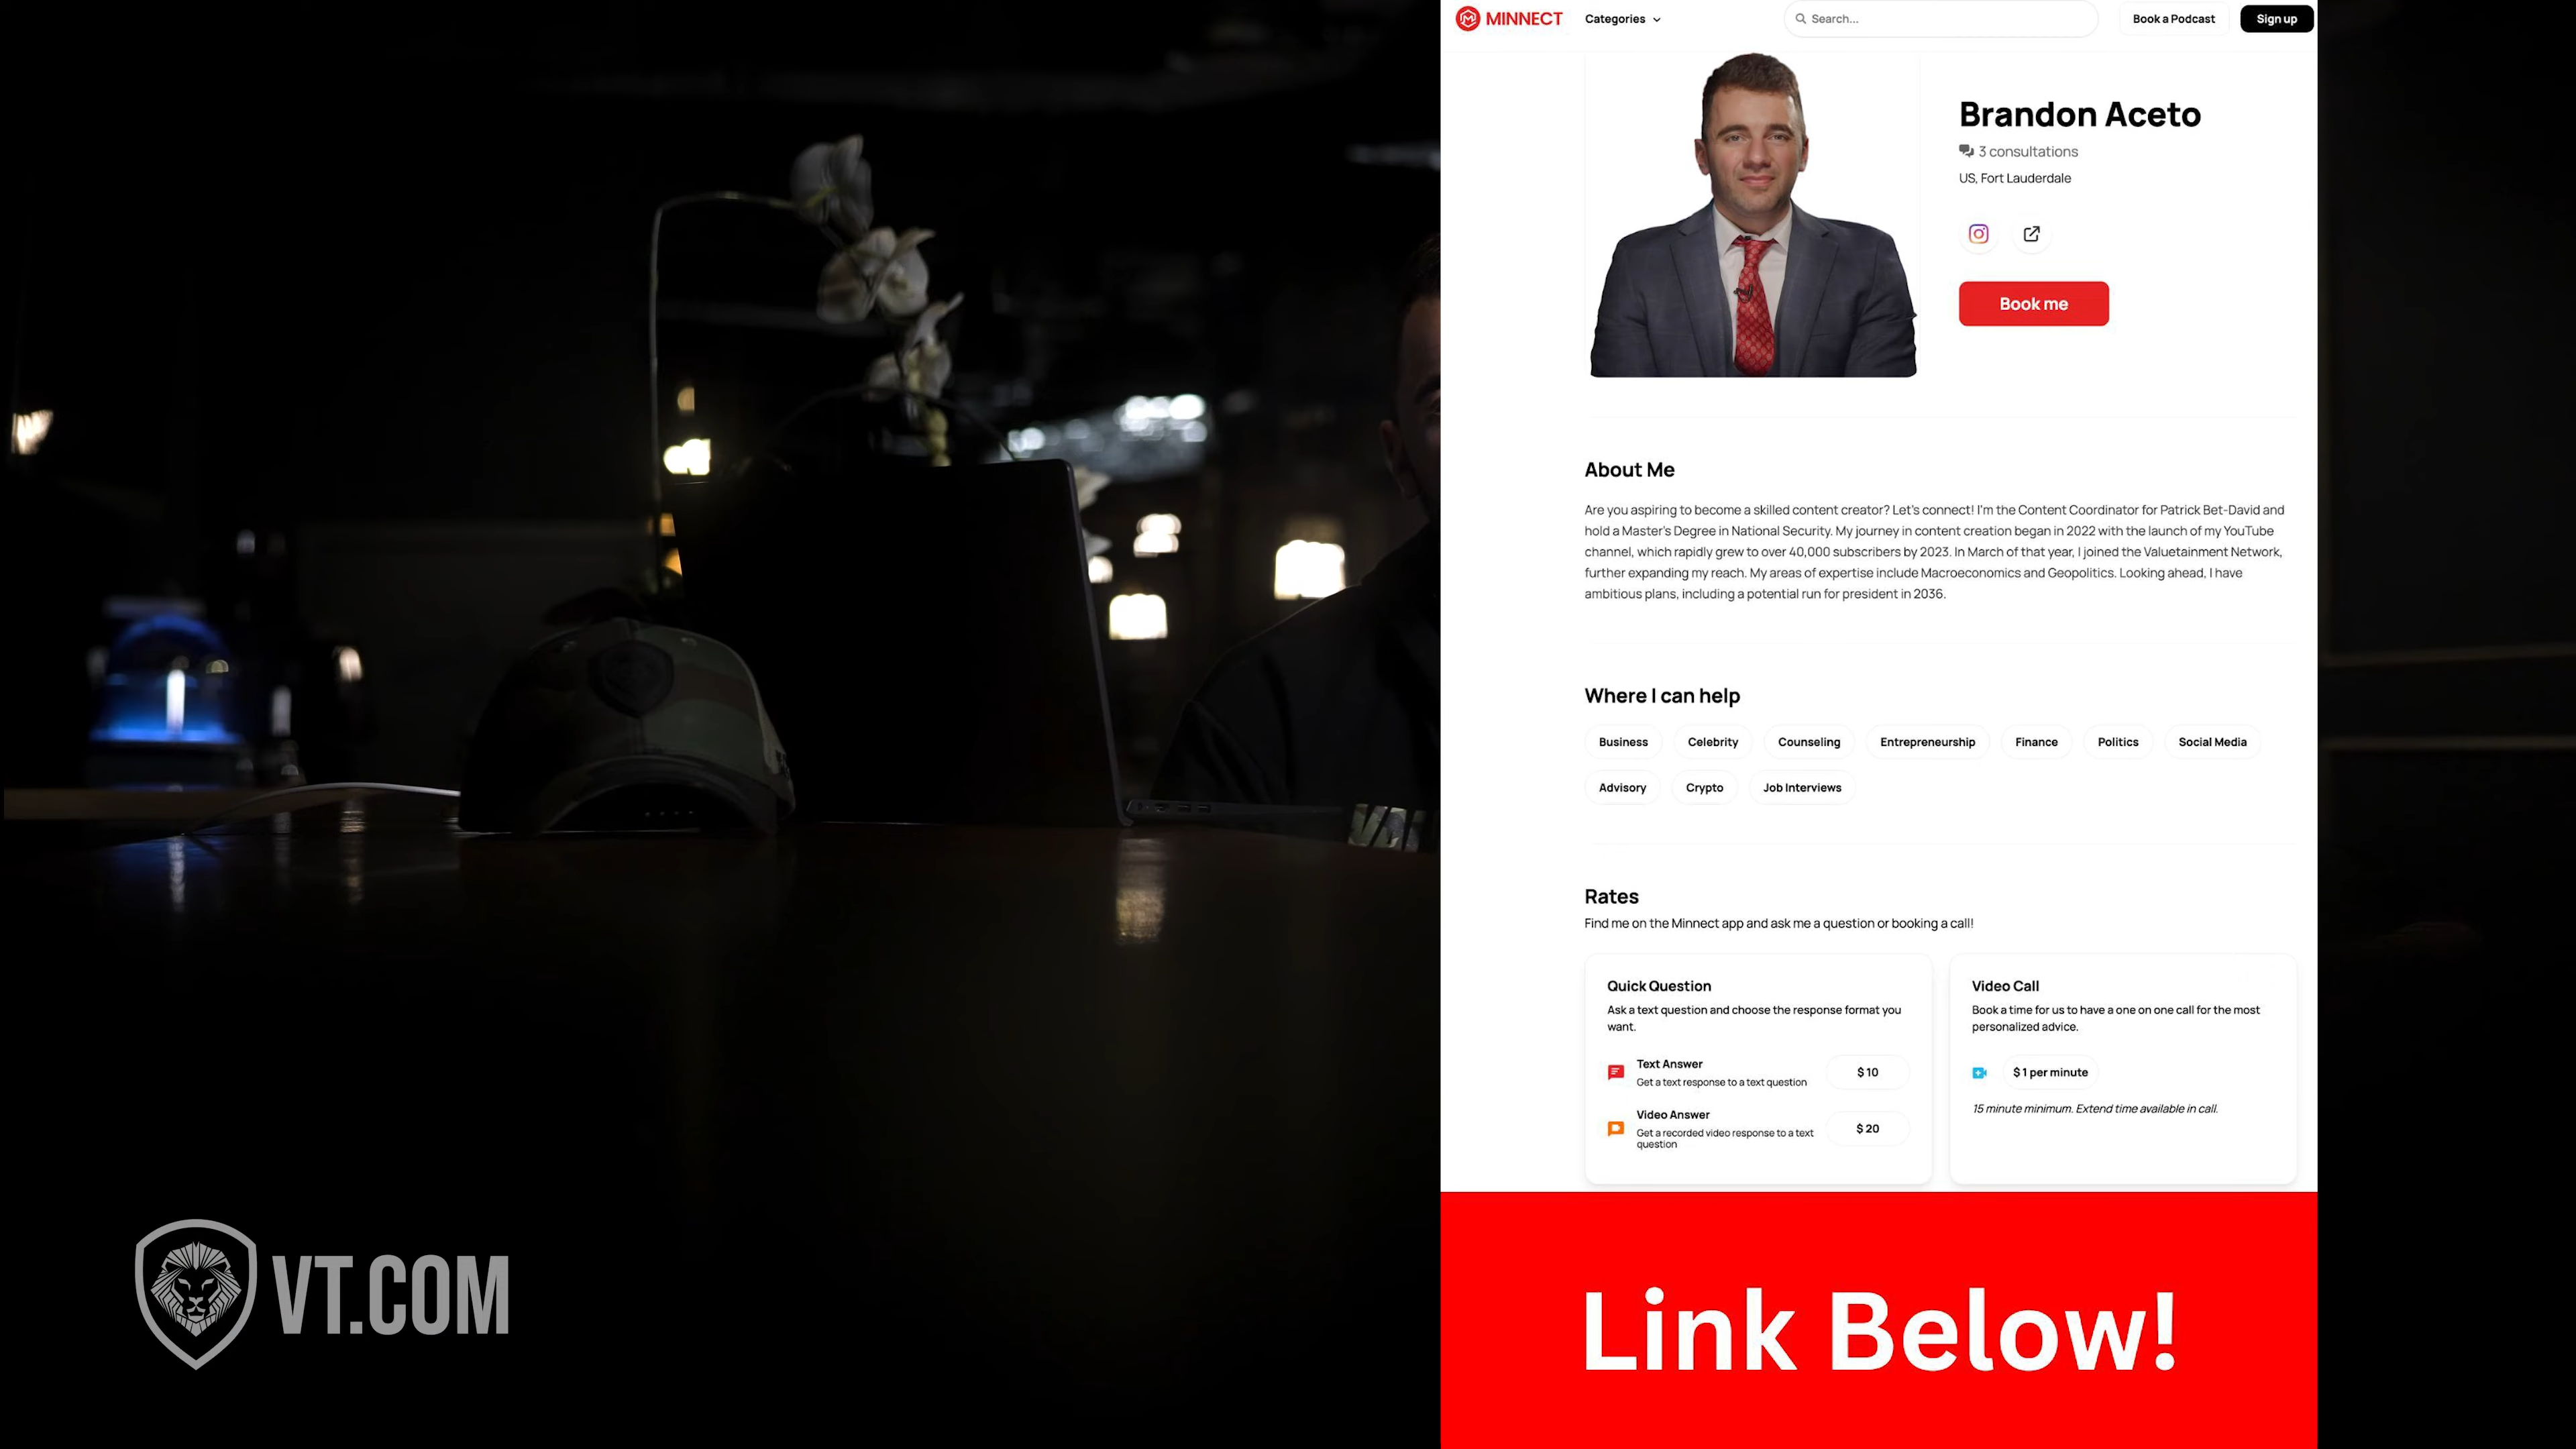 MINNECT
Categories
Search...
Book a Podcast
Sign up
Brandon Aceto
3 consultations
US, Fort Lauderdale
Book me
About Me
Are you aspiring to become a skilled content creator? Let's connect! I'm the Content Coordinator for Patrick Bet-David and
hold a Master's Degree in National Security. My journey in content creation began in 2022 with the launch of my YouTube
channel, which rapidly grew to over 40,000 subscribers by 2023. In March of that year, I joined the Valuetainment Network,
further expanding my reach. My areas of expertise include Macroeconomics and Geopolitics. Looking ahead, I have
ambitious plans, including a potential run for president in 2036.
Where I can help
Business Celebrity Counseling Entrepreneurship Finance Politics Social Media
Advisory Crypto Job Interviews
Rates
Find me on the Minnect app and ask me a question or booking a call!
Quick Question
Ask a text question and choose the response format you
want.
Text Answer
Get a text response to a text question
$ 10
Video Answer
Get a recorded video response to a text
question
$ 20
Video Call
Book a time for us to have a one on one call for the most
personalized advice.
$ 1 per minute
15 minute minimum. Extend time available in call.
Link Below!
VT.COM